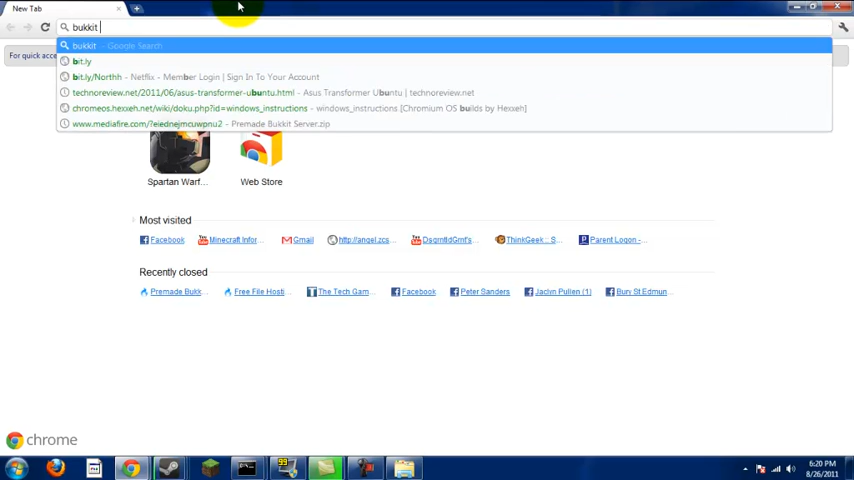 New Tab
bukkit
bukkit - Google Search
bit.ly
bit.ly/Northh - Netflix - Member Login | Sign In To Your Account
technoreview.net/2011/06/asus-transformer-ubuntu.html - Asus Transformer Ubuntu | technoreview.net
chromeos.hexxeh.net/wiki/doku.php?id=windows_instructions - windows_instructions [Chromium OS builds by Hexxeh]
www.mediafire.com/?eiednejmcuwpnu2 - Premade Bukkit Server.zip
For quick acce
Spartan Warf... Web Store
Most visited
Facebook Minecraft Infor... Gmail http://angel.zcs... DsgrntldGrnt's... ThinkGeek :: S... Parent Logon -...
Recently closed
Premade Bukk... Free File Hosti... The Tech Gam... Facebook Peter Sanders Jaclyn Pullen (1) Bury St Edmun...
chrome
99
6:20 PM
8/26/2011